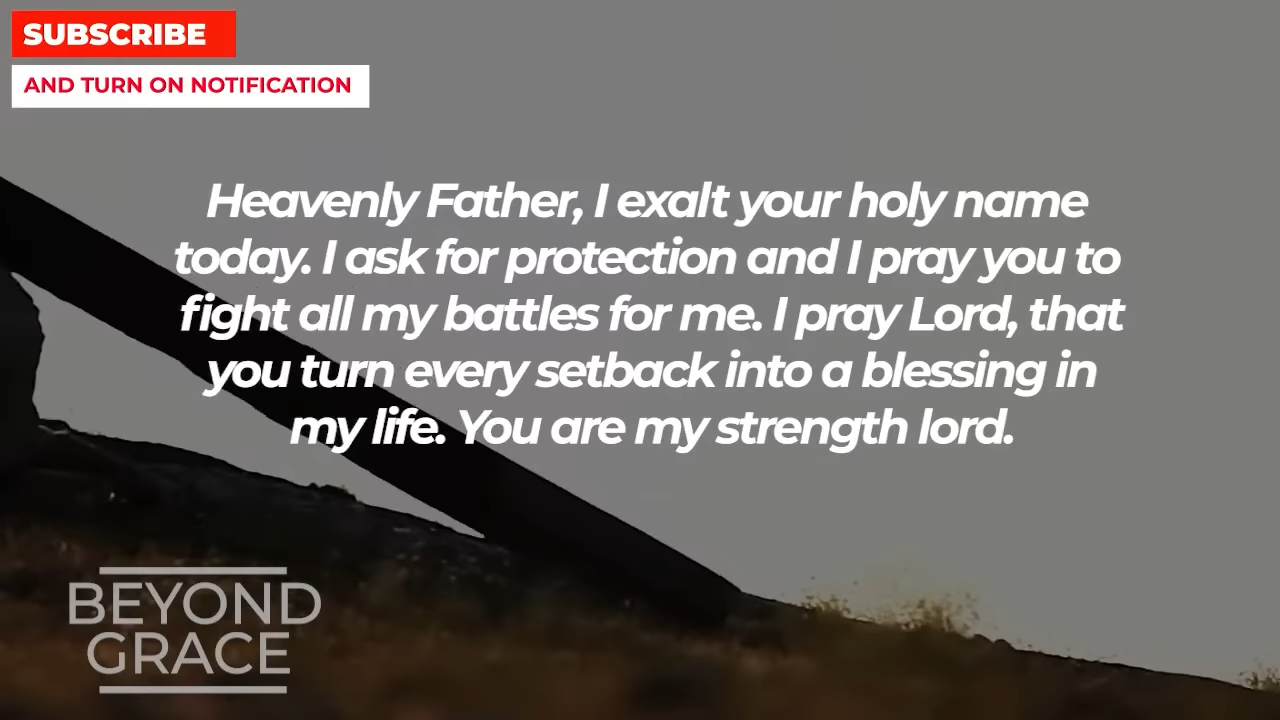 SUBSCRIBE
AND TURN ON NOTIFICATION
Heavenly Father, I exalt your holy name
today. I ask for protection and I pray you to
fight all my battles for me. I pray Lord, that
you turn every setback into a blessing in
my life. You are my strength lord.
BEYOND
GRACE